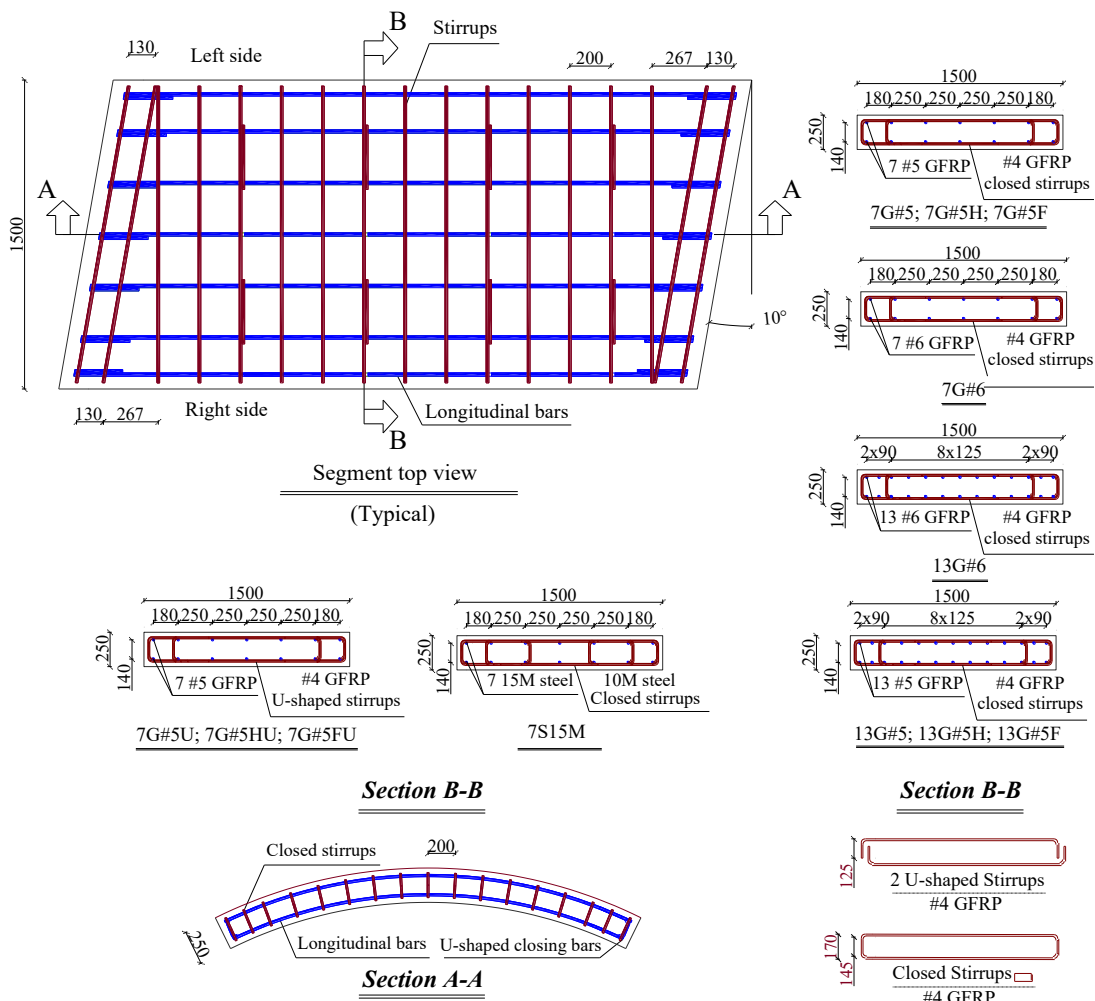 B
Stirrups
130
Left side
200
267
130
A
A
1500
10°
130
267
Right side
B
Longitudinal bars
Segment top view
(Typical)
1500
180 250 250 250 250 180
250
140
7 #5 GFRP
#4 GFRP
closed stirrups
7G#5; 7G#5H; 7G#5F
1500
180 250 250 250 250 180
250
140
7 #6 GFRP
#4 GFRP
closed stirrups
7G#6
1500
2x90 8x125 2x90
250
140
13 #6 GFRP
#4 GFRP
closed stirrups
13G#6
1500
180 250 250 250 250 180
250
140
7 #5 GFRP
#4 GFRP
U-shaped stirrups
7G#5U; 7G#5HU; 7G#5FU
1500
180 250 250 250 250 180
250
140
7 15M steel
10M steel
Closed stirrups
7S15M
1500
2x90 8x125 2x90
250
140
13 #5 GFRP
#4 GFRP
closed stirrups
13G#5; 13G#5H; 13G#5F
Section B-B
Section B-B
Closed stirrups
200
250
Longitudinal bars
U-shaped closing bars
Section A-A
125
2 U-shaped Stirrups
#4 GFRP
170
145
Closed Stirrups
#4 GFRP